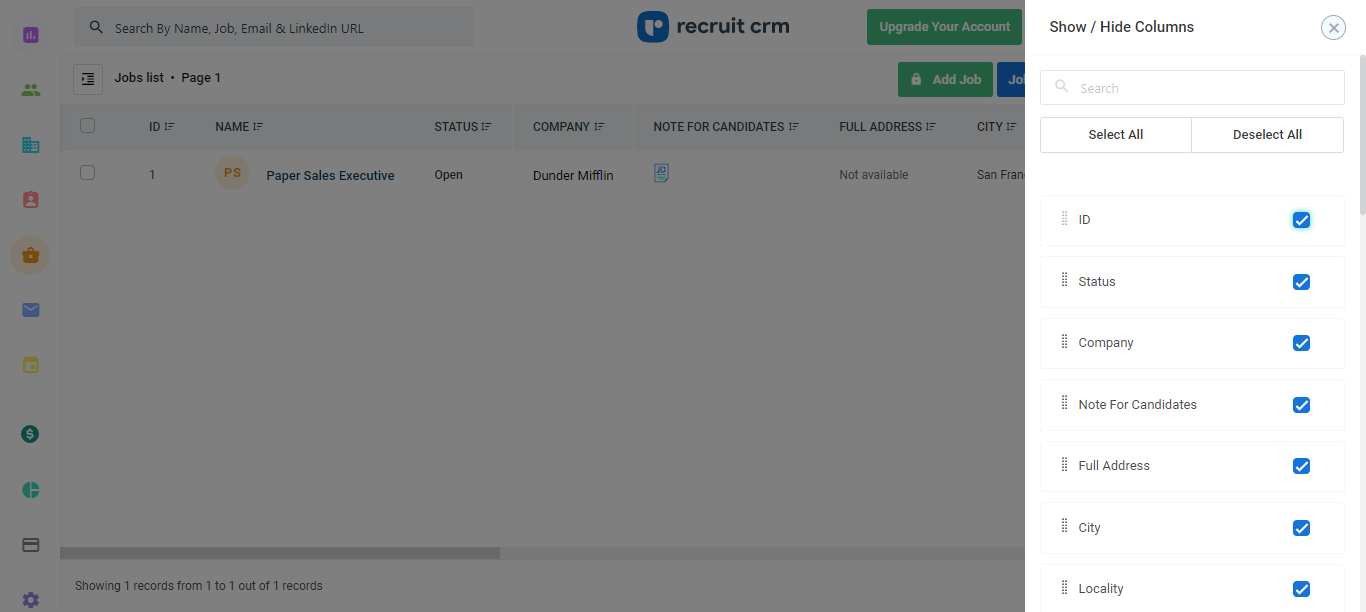 Search By Name, Job, Email & LinkedIn URL
recruit crm
Upgrade Your Account
Jobs list • Page 1
Add Job
ID NAME STATUS COMPANY NOTE FOR CANDIDATES FULL ADDRESS CITY
1 PS Paper Sales Executive Open Dunder Mifflin JD Not available San Fran
Showing 1 records from 1 to 1 out of 1 records
Show / Hide Columns
Search
Select All Deselect All
ID
Status
Company
Note For Candidates
Full Address
City
Locality